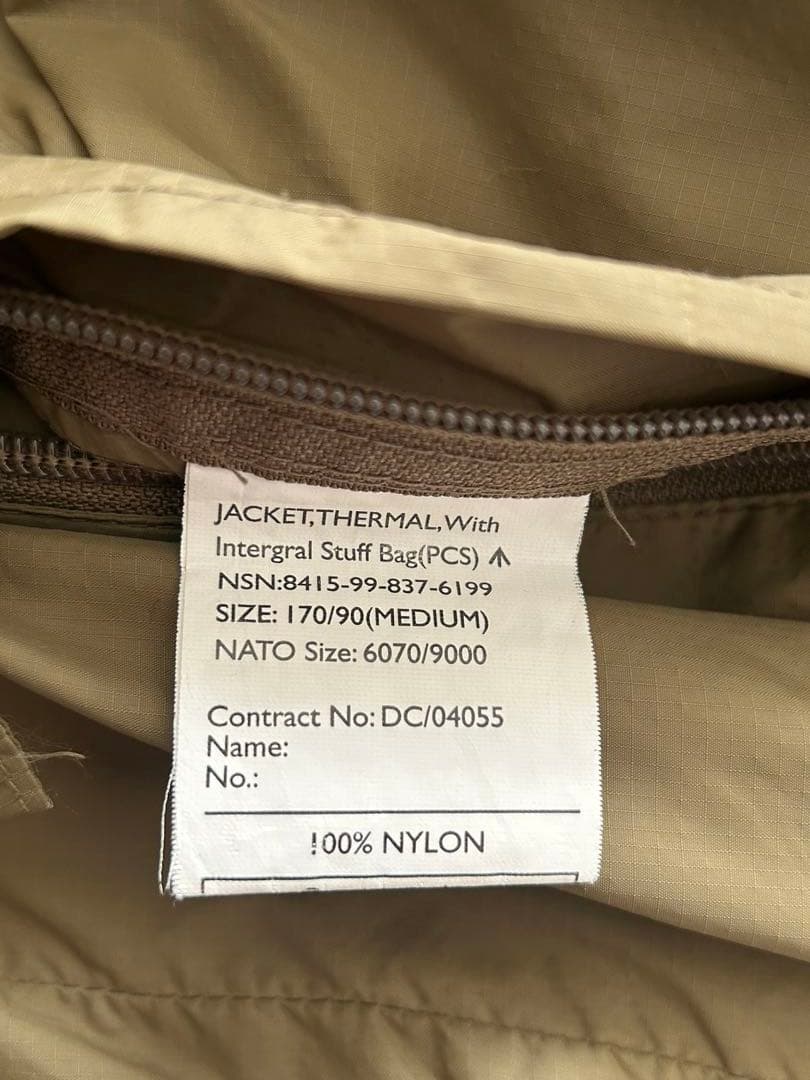 JACKET,THERMAL,With
Intergral Stuff Bag(PCS)
NSN:8415-99-837-6199
SIZE: 170/90(MEDIUM)
NATO Size: 6070/9000
Contract No: DC/04055
Name:
No.:
100% NYLON